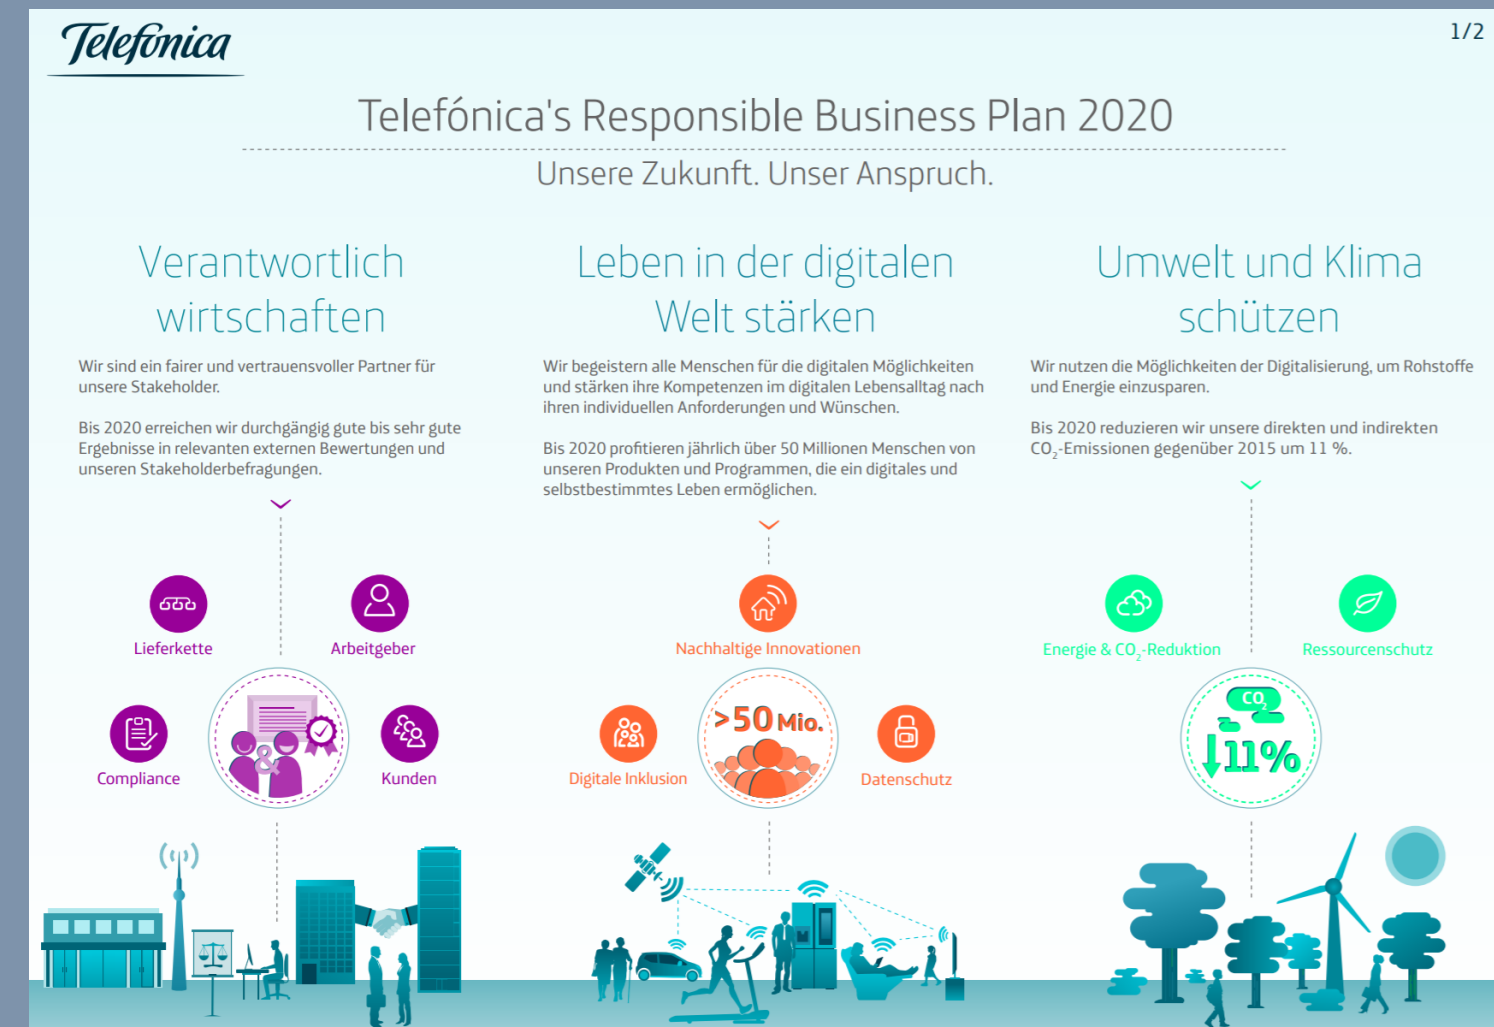 Telefónica
1/2
Telefónica's Responsible Business Plan 2020
Unsere Zukunft. Unser Anspruch.
Verantwortlich
wirtschaften
Wir sind ein fairer und vertrauensvoller Partner für
unsere Stakeholder.
Bis 2020 erreichen wir durchgängig gute bis sehr gute
Ergebnisse in relevanten externen Bewertungen und
unseren Stakeholderbefragungen.
Lieferkette
Arbeitgeber
Compliance
&
Kunden
Leben in der digitalen
Welt stärken
Wir begeistern alle Menschen für die digitalen Möglichkeiten
und stärken ihre Kompetenzen im digitalen Lebensalltag nach
ihren individuellen Anforderungen und Wünschen.
Bis 2020 profitieren jährlich über 50 Millionen Menschen von
unseren Produkten und Programmen, die ein digitales und
selbstbestimmtes Leben ermöglichen.
Nachhaltige Innovationen
Digitale Inklusion
>50 Mio.
Datenschutz
Umwelt und Klima
schützen
Wir nutzen die Möglichkeiten der Digitalisierung, um Rohstoffe
und Energie einzusparen.
Bis 2020 reduzieren wir unsere direkten und indirekten
CO₂-Emissionen gegenüber 2015 um 11 %.
Energie & CO₂-Reduktion
Ressourcenschutz
CO₂
11%